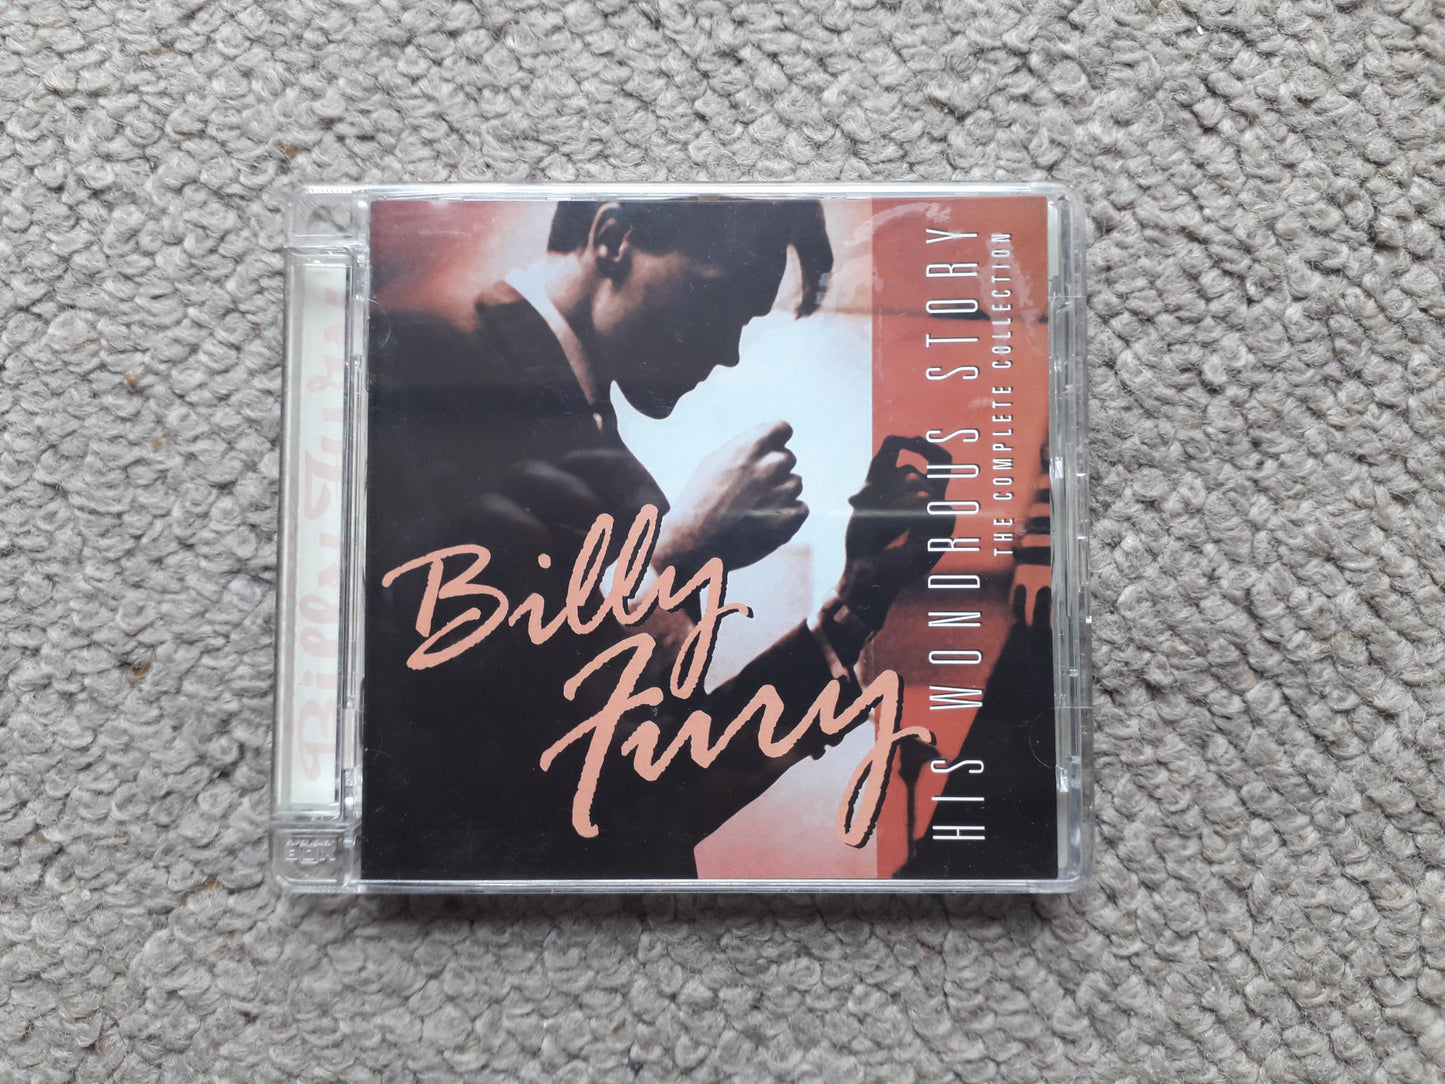 Billy
Fury
HIS WONDROUS STORY
THE COMPLETE COLLECTION
Billy Fury